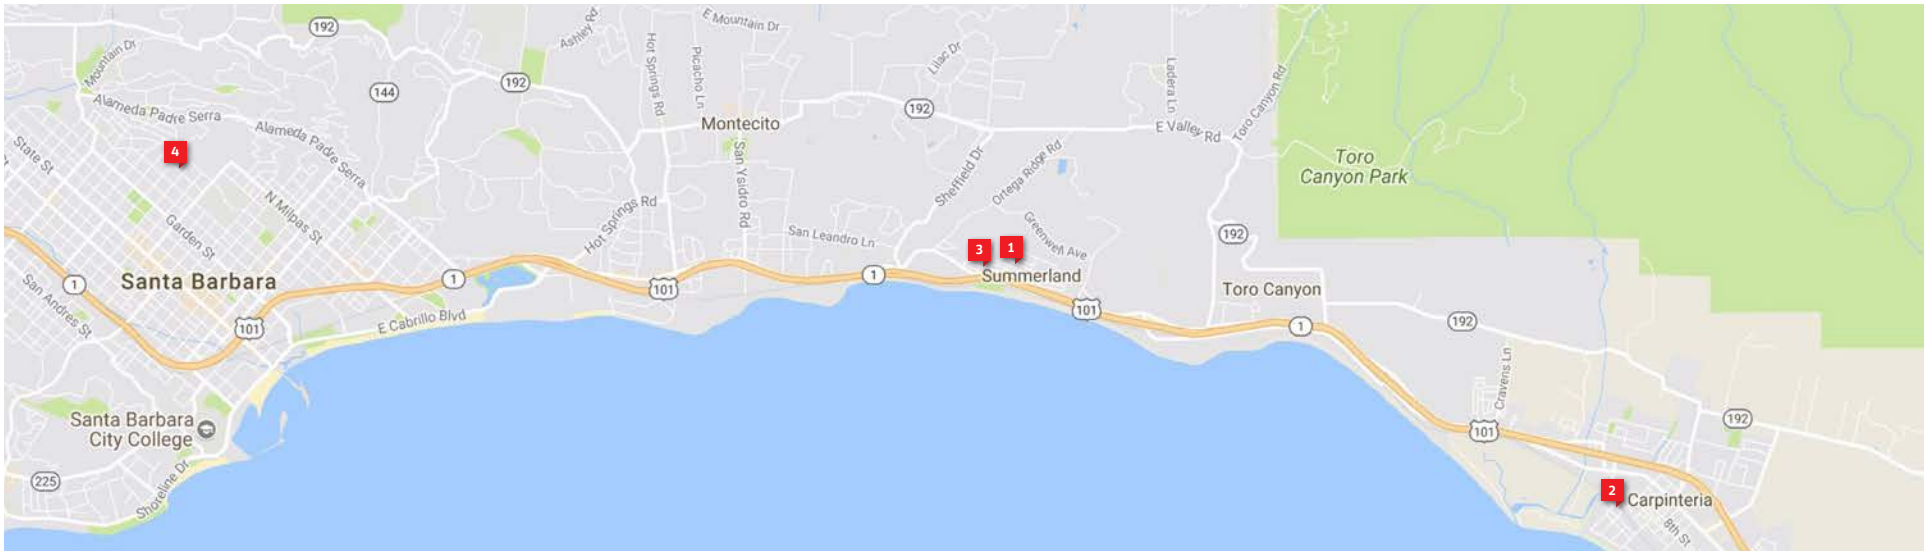 192
E Mountain Dr
Ashley Rd
Hot Springs Rd
Picacho Ln
Mountain Dr
Lilac Dr
Ladera Ln
Toro Canyon Rd
144
192
192
Alameda Padre Serra
Alameda Padre Serra
Montecito
E Valley Rd
State St
4
San Ysidro Rd
Sheffield Dr
Ortega Ridge Rd
Toro
Canyon Park
N Milpas St
Garden St
Hot Springs Rd
San Leandro Ln
Greenwell Ave
192
3
1
Santa Barbara
1
1
101
1
Summerland
Toro Canyon
San Andres St
101
E Cabrillo Blvd
101
1
192
Cravens Ln
Santa Barbara
City College
101
192
225
Shoreline Dr
2
Carpinteria
8th St